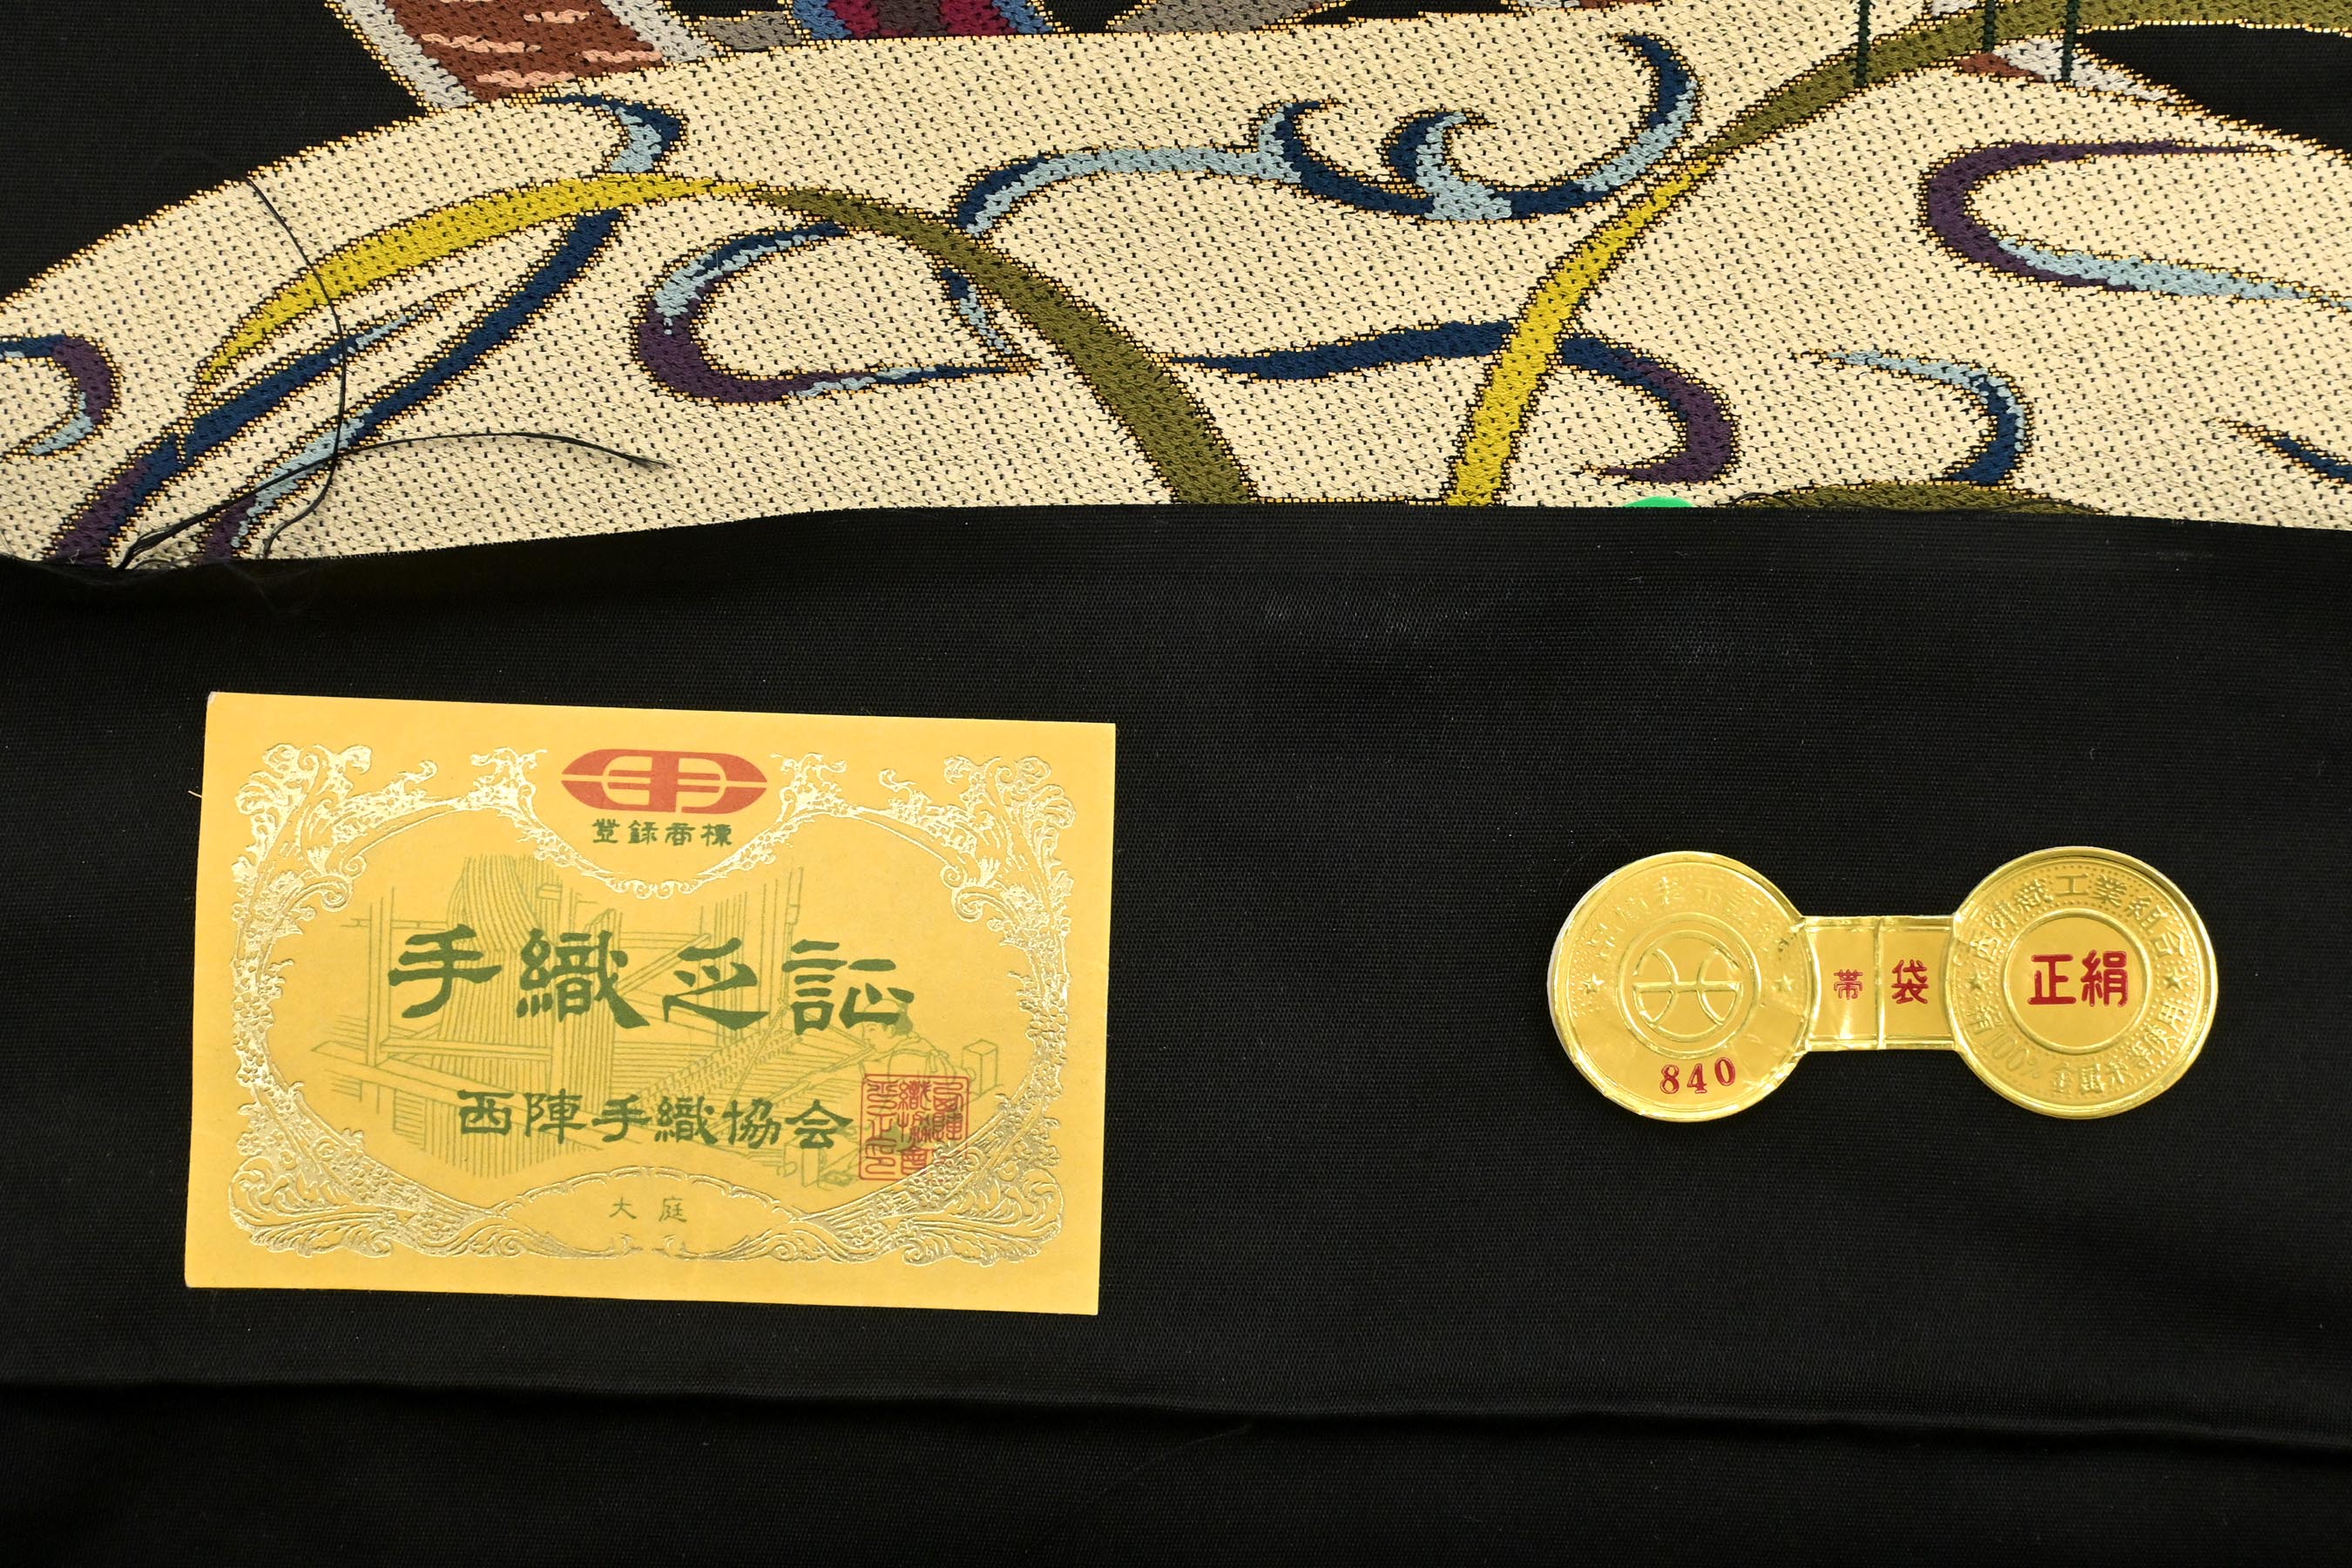 登録商標
手織之証
西陣手織協会
大庭
840
帯 袋
西陣織工業組合
正絹